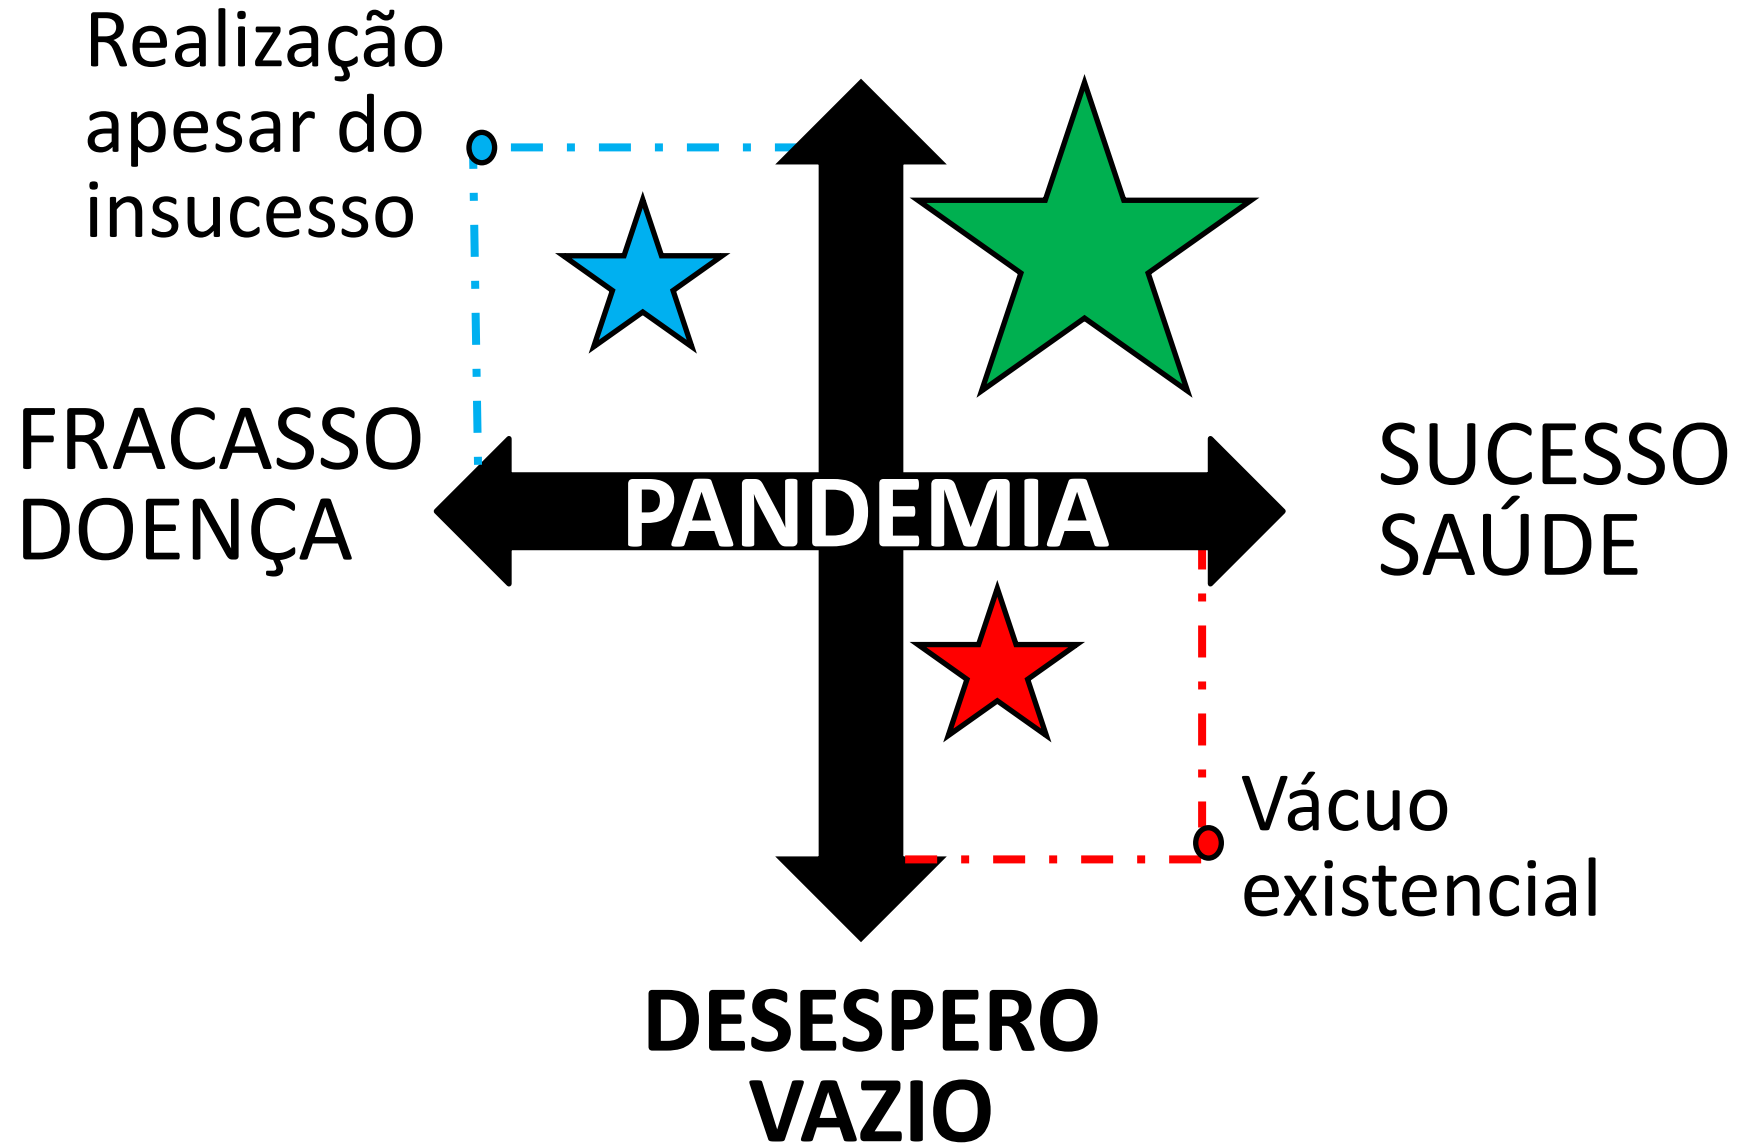 Realização
apesar do
insucesso
FRACASSO
DOENÇA
PANDEMIA
SUCESSO
SAÚDE
Vácuo
existencial
DESESPERO
VAZIO